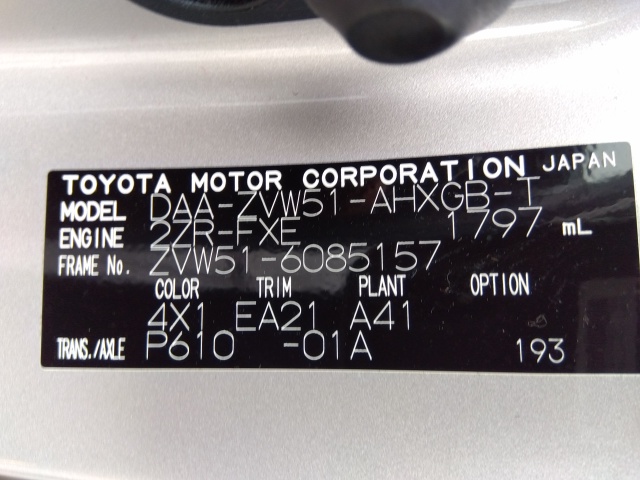 TOYOTA MOTOR CORPORATION JAPAN
MODEL DAA-ZVW51-AHXGB-T
ENGINE 2ZR-FXE 1797 mL
FRAME No. ZVW51-6085157
COLOR TRIM PLANT OPTION
4X1 EA21 A41
TRANS./AXLE P610 -01A 193